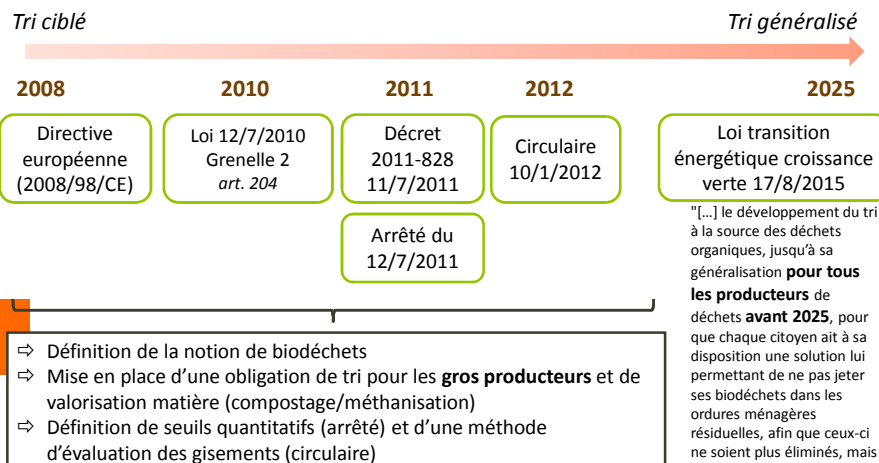 Tri ciblé
Tri généralisé
2008
2010
2011
2012
2025
Directive
européenne
(2008/98/CE)
Loi 12/7/2010
Grenelle 2
art. 204
Décret
2011-828
11/7/2011
Circulaire
10/1/2012
Loi transition
énergétique croissance
verte 17/8/2015
Arrêté du
12/7/2011
"[…] le développement du tri
à la source des déchets
organiques, jusqu'à sa
généralisation pour tous
les producteurs de
déchets avant 2025, pour
que chaque citoyen ait à sa
disposition une solution lui
permettant de ne pas jeter
ses biodéchets dans les
ordures ménagères
résiduelles, afin que ceux-ci
ne soient plus éliminés, mais
⇨ Définition de la notion de biodéchets
⇨ Mise en place d'une obligation de tri pour les gros producteurs et de
valorisation matière (compostage/méthanisation)
⇨ Définition de seuils quantitatifs (arrêté) et d'une méthode
d'évaluation des gisements (circulaire)